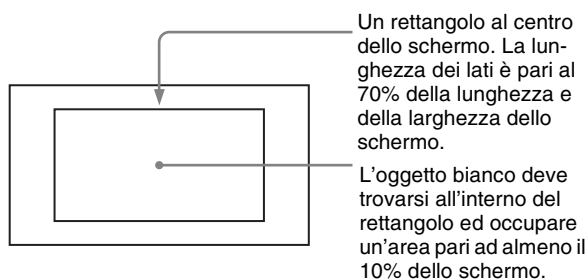 Un rettangolo al centro
dello schermo. La lun-
ghezza dei lati è pari al
70% della lunghezza e
della larghezza dello
schermo.
L'oggetto bianco deve
trovarsi all'interno del
rettangolo ed occupare
un'area pari ad almeno il
10% dello schermo.